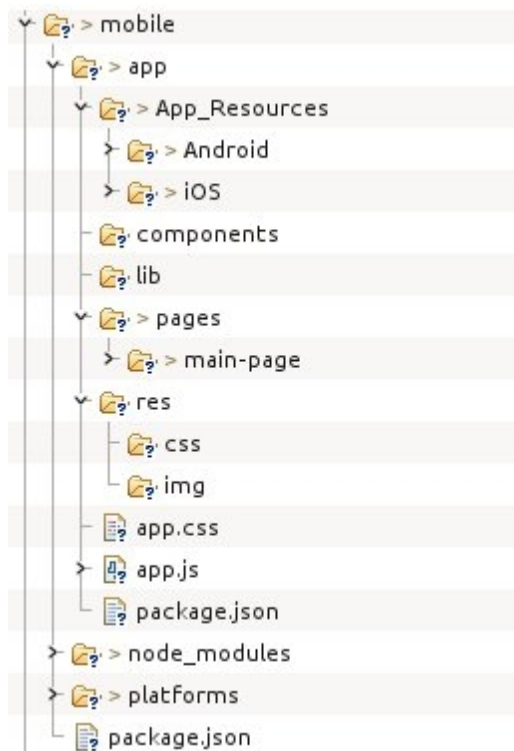 > mobile
> app
> App_Resources
> Android
> iOS
components
lib
> pages
> main-page
res
css
img
app.css
app.js
package.json
> node_modules
> platforms
package.json